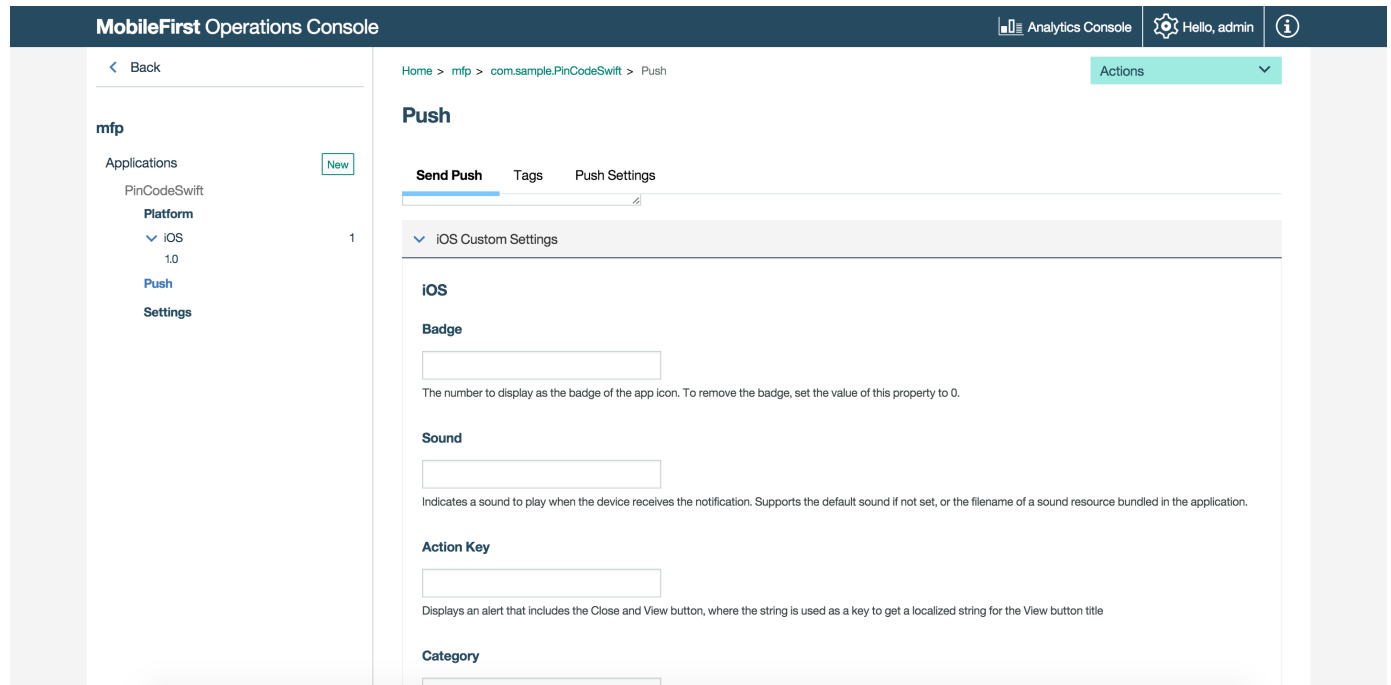 MobileFirst Operations Console
Analytics Console
Hello, admin
Back
mfp
Applications
New
PinCodeSwift
Platform
iOS
1
1.0
Push
Settings
Home > mfp > com.sample.PinCodeSwift > Push
Actions
Push
Send Push
Tags
Push Settings
iOS Custom Settings
iOS
Badge
The number to display as the badge of the app icon. To remove the badge, set the value of this property to 0.
Sound
Indicates a sound to play when the device receives the notification. Supports the default sound if not set, or the filename of a sound resource bundled in the application.
Action Key
Displays an alert that includes the Close and View button, where the string is used as a key to get a localized string for the View button title
Category